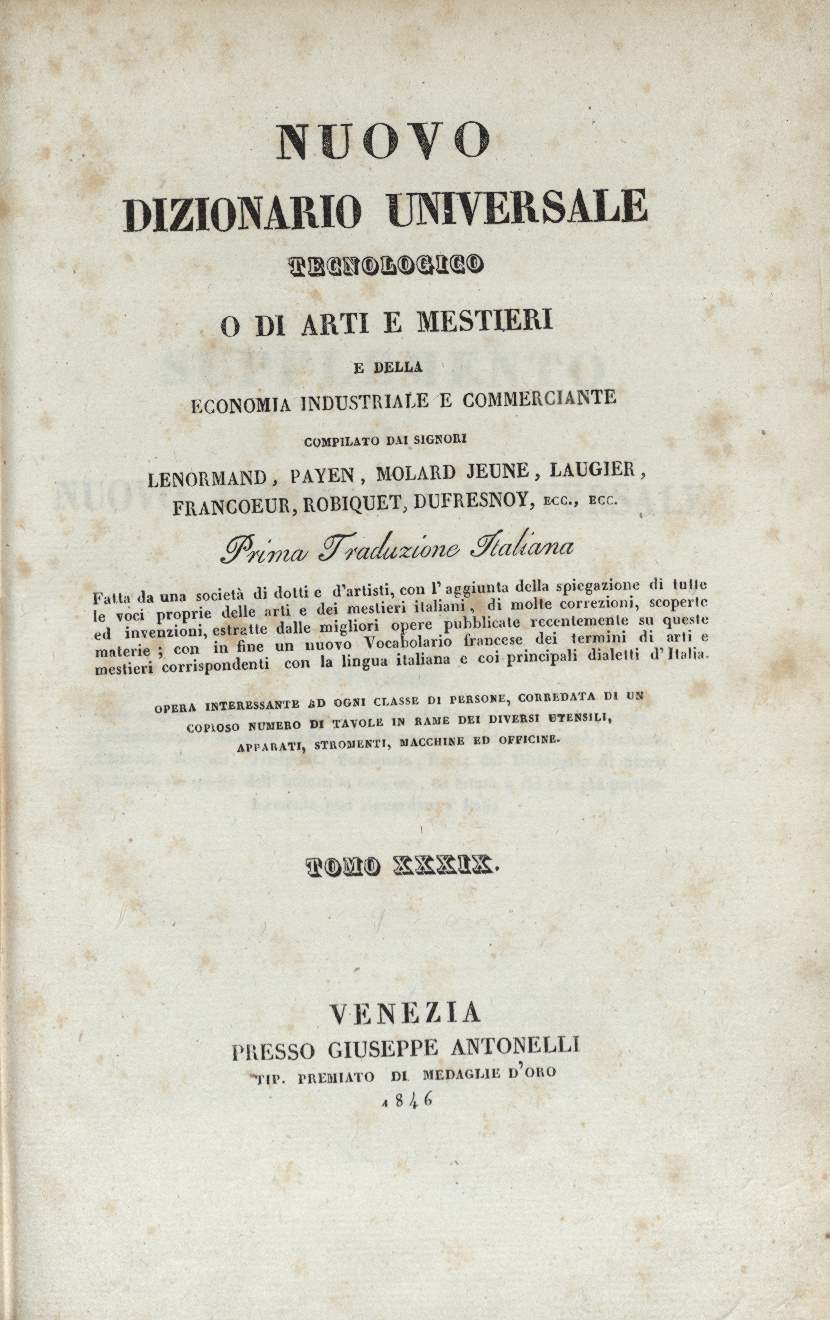 NUOVO
DIZIONARIO UNIVERSALE
TECNOLOGICO
O DI ARTI E MESTIERI
E DELLA
ECONOMIA INDUSTRIALE E COMMERCIANTE
COMPILATO DAI SIGNORI
LENORMAND, PAYEN, MOLARD JEUNE, LAUGIER,
FRANCOEUR, ROBIQUET, DUFRESNOY, ECC., ECC.
Prima Traduzione Italiana
Fatta da una società di dotti e d'artisti, con l'aggiunta della spiegazione di tutte
le voci proprie delle arti e dei mestieri italiani, di molte correzioni, scoperte
ed invenzioni, estratte dalle migliori opere pubblicate recentemente su queste
materie; con in fine un nuovo Vocabolario francese dei termini di arti e
mestieri corrispondenti con la lingua italiana e coi principali dialetti d'Italia.
OPERA INTERESSANTE AD OGNI CLASSE DI PERSONE, CORREDATA DI UN
COPIOSO NUMERO DI TAVOLE IN RAME DEI DIVERSI UTENSILI,
APPARATI, STROMENTI, MACCHINE ED OFFICINE.
TOMO XXXIX.
VENEZIA
PRESSO GIUSEPPE ANTONELLI
TIP. PREMIATO DI MEDAGLIE D'ORO
1846